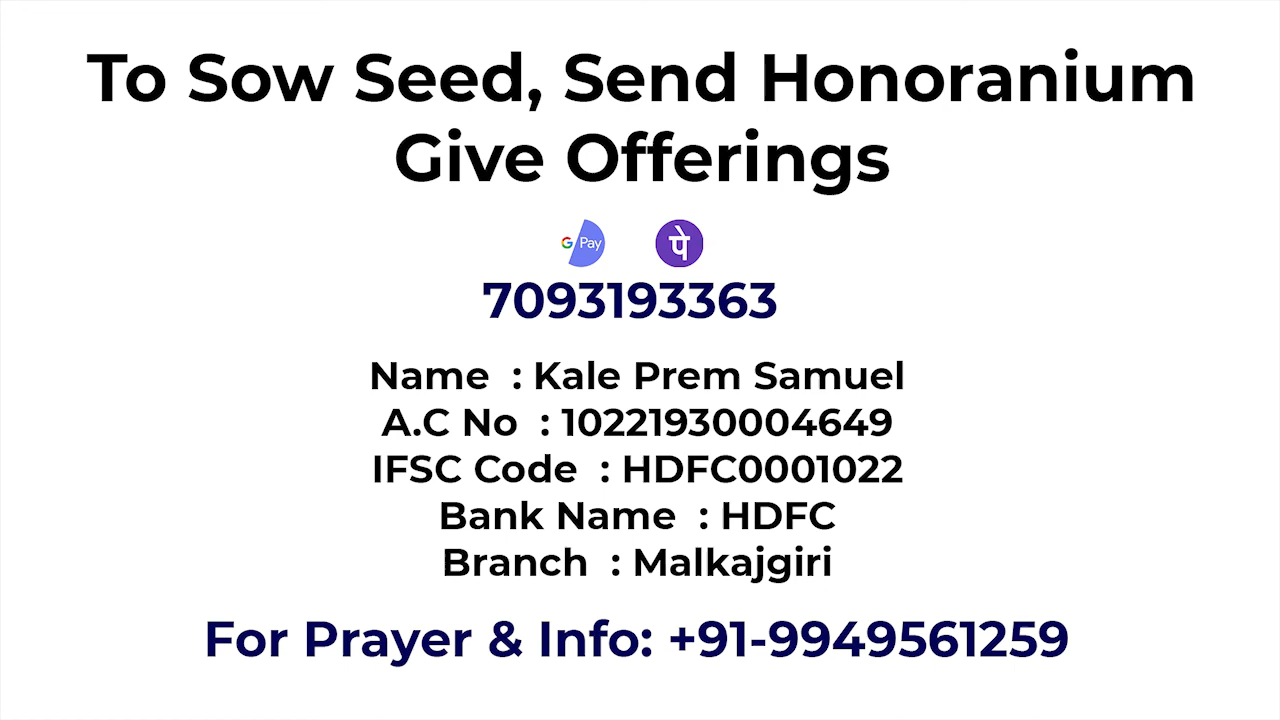 To Sow Seed, Send Honoranium
Give Offerings
G Pay पे
7093193363
Name : Kale Prem Samuel
A.C No : 10221930004649
IFSC Code : HDFC0001022
Bank Name : HDFC
Branch : Malkajgiri
For Prayer & Info: +91-9949561259